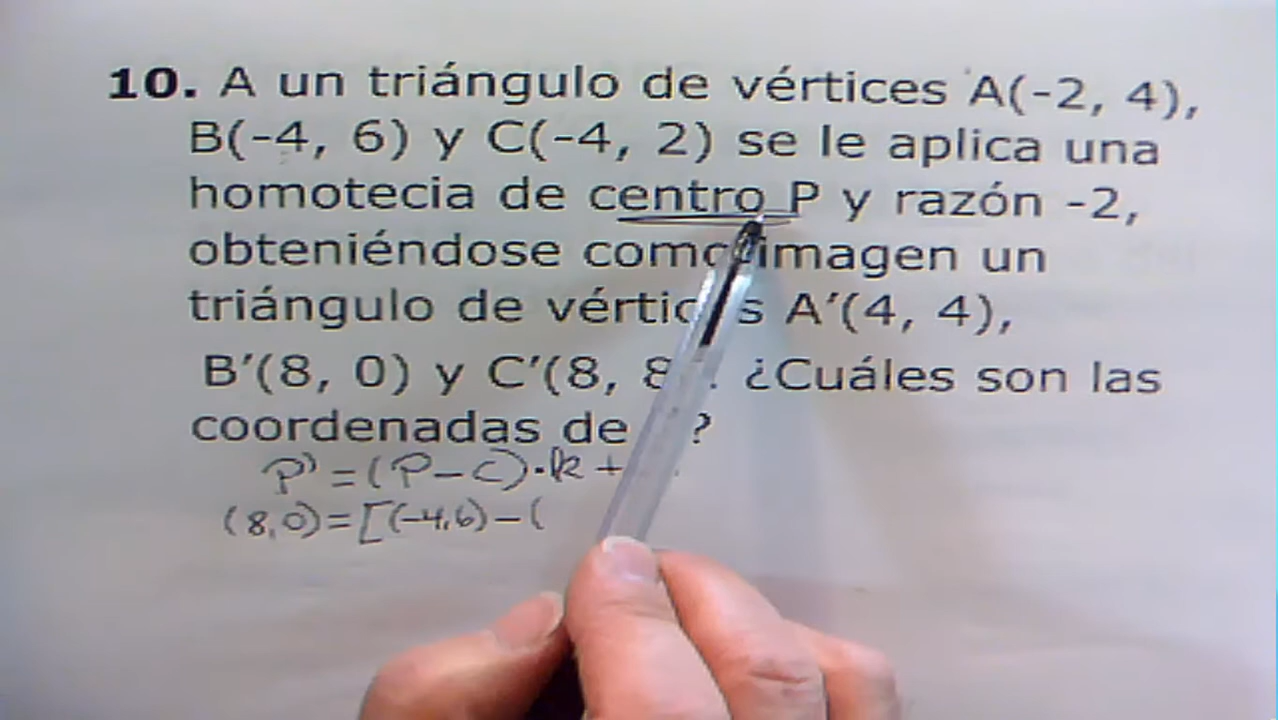 10. A un triángulo de vértices A(-2, 4),
B(-4, 6) y C(-4, 2) se le aplica una
homotecia de centro P y razón -2,
obteniéndose como imagen un
triángulo de A′(4, 4),
B′(8, 0) y C′(8, 8 . ¿Cuáles son las
coordenadas de ?
P' = (P-C)·k +
(8,0)=[(-4,6)-(